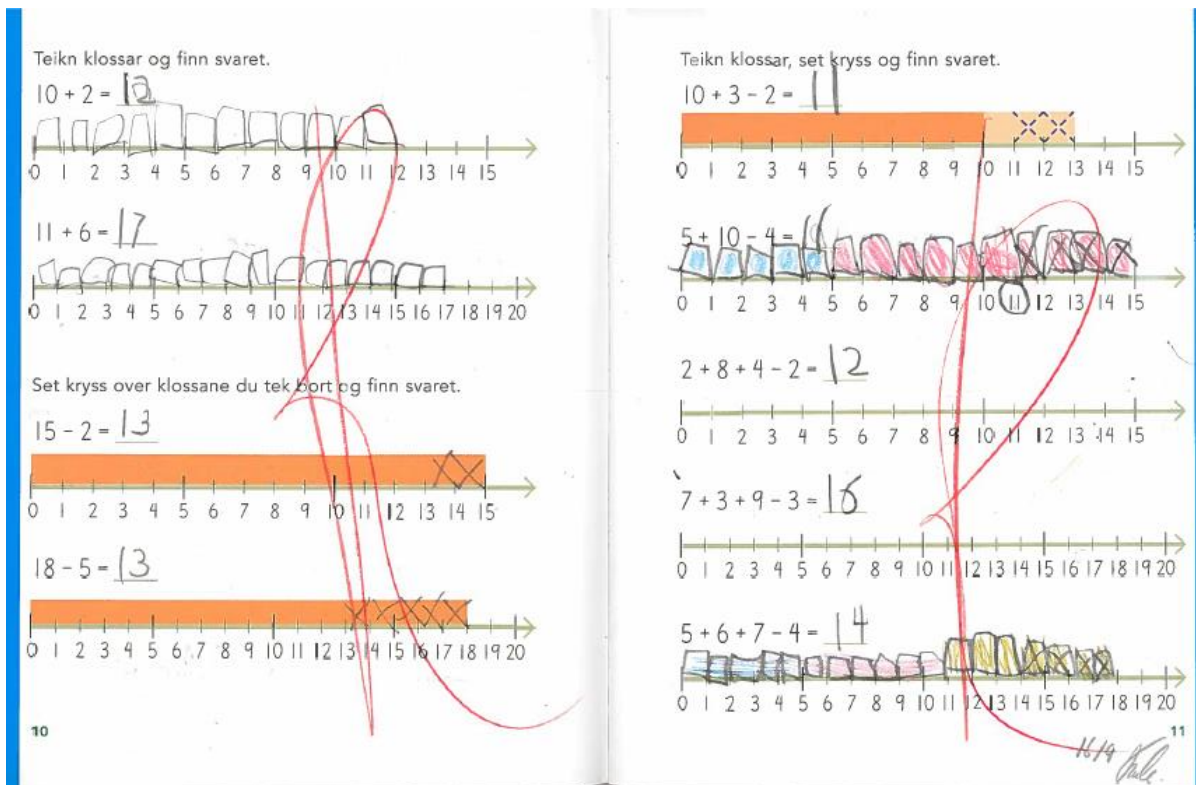 Teikn klossar og finn svaret.
10 + 2 = 12
0 1 2 3 4 5 6 7 8 9 10 11 12 13 14 15
11 + 6 = 17
0 1 2 3 4 5 6 7 8 9 10 11 12 13 14 15 16 17 18 19 20
Set kryss over klossane du tek bort og finn svaret.
15 - 2 = 13
0 1 2 3 4 5 6 7 8 9 10 11 12 13 14 15
18 - 5 = 13
0 1 2 3 4 5 6 7 8 9 10 11 12 13 14 15 16 17 18 19 20
10
Teikn klossar, set kryss og finn svaret.
10 + 3 - 2 = 11
0 1 2 3 4 5 6 7 8 9 10 11 12 13 14 15
5 + 10 - 4 = 11
0 1 2 3 4 5 6 7 8 9 10 11 12 13 14 15
2 + 8 + 4 - 2 = 12
0 1 2 3 4 5 6 7 8 9 10 11 12 13 14 15
7 + 3 + 9 - 3 = 16
0 1 2 3 4 5 6 7 8 9 10 11 12 13 14 15 16 17 18 19 20
5 + 6 + 7 - 4 = 14
0 1 2 3 4 5 6 7 8 9 10 11 12 13 14 15 16 17 18 19 20
11
16/9